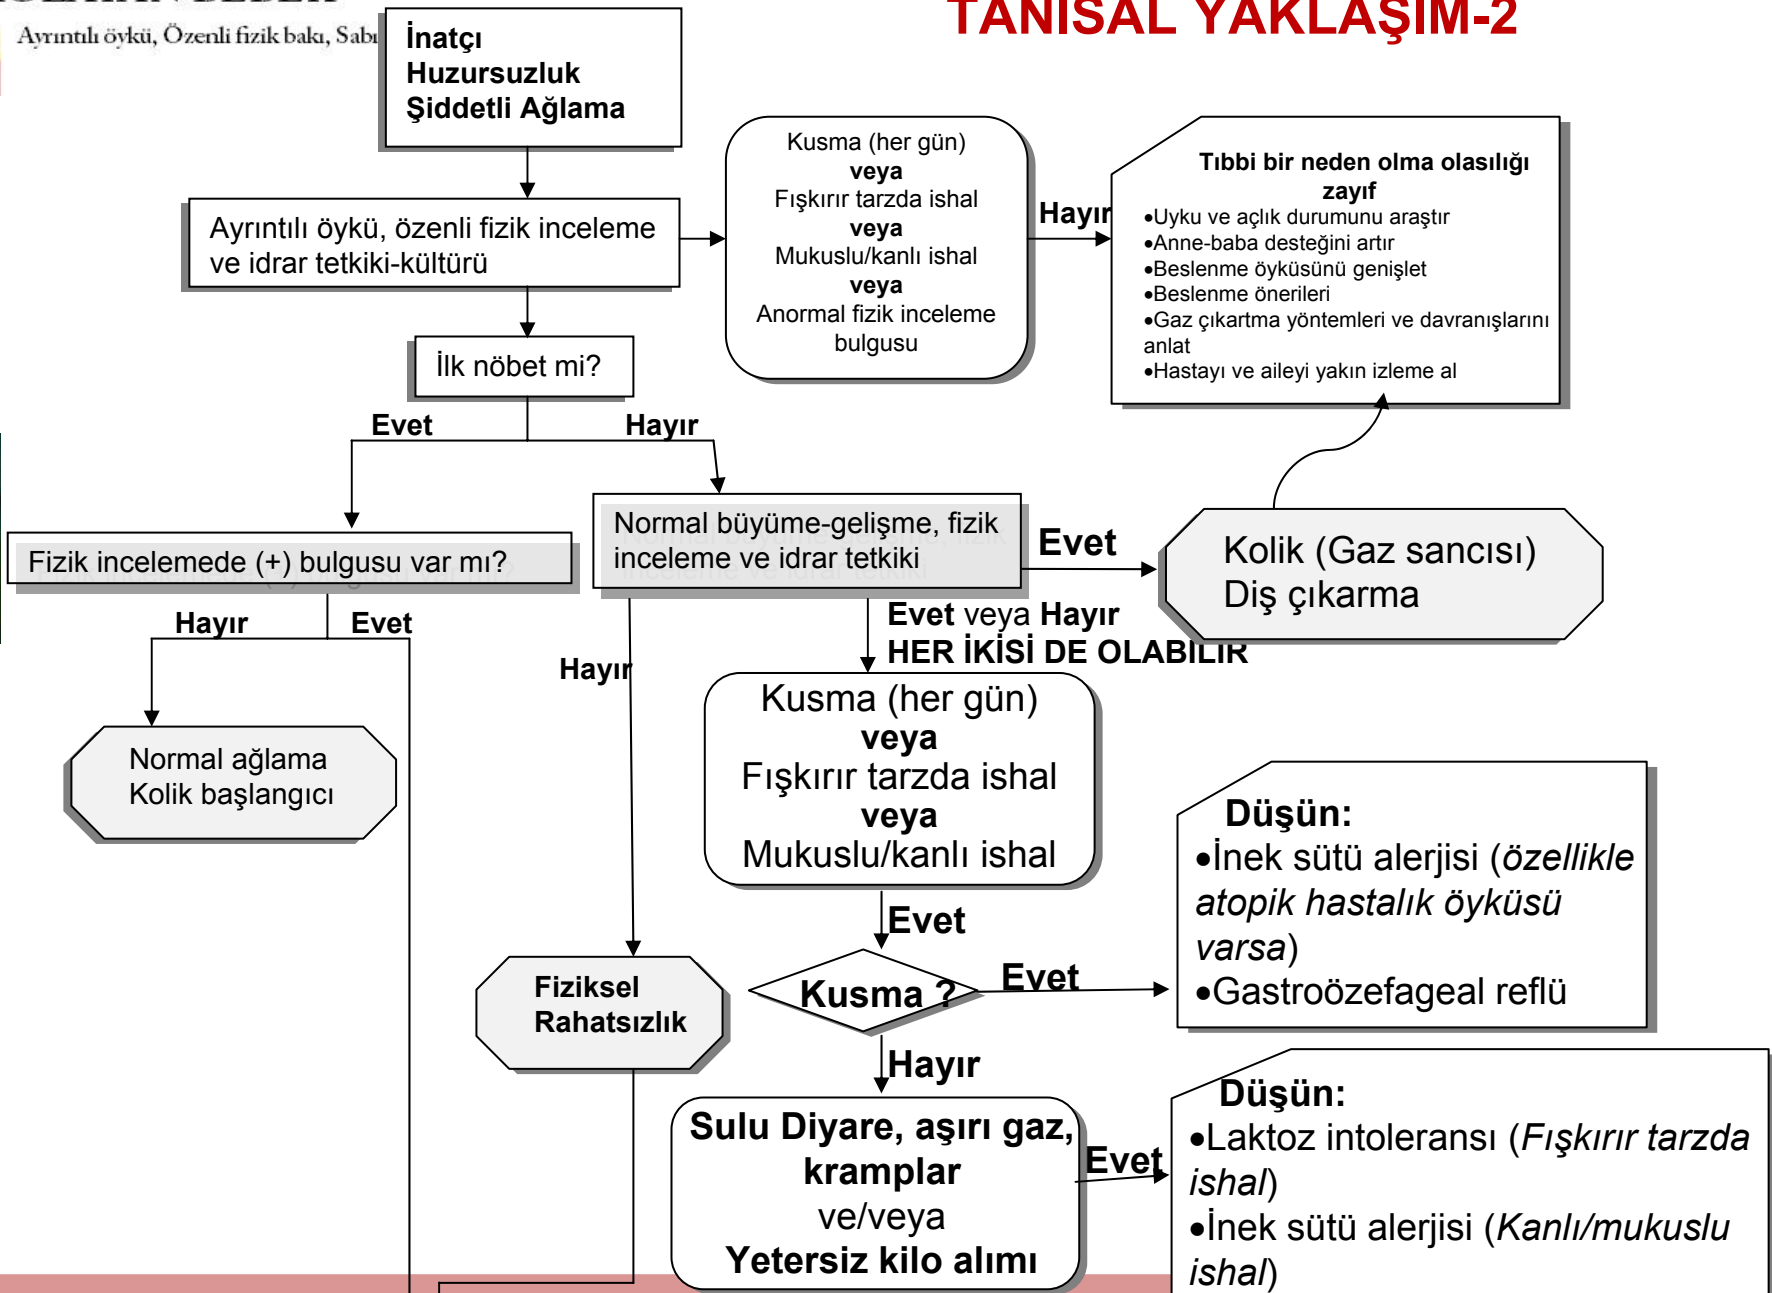 TANISAL YAKLAŞIM-2
Ayrıntılı öykü, Özenli fizik bakı,
İnatçı
Huzursuzluk
Şiddetli Ağlama
Ayrıntılı öykü, özenli fizik inceleme
ve idrar tetkiki-kültürü
Kusma (her gün)
veya
Fışkırır tarzda ishal
veya
Mukuslu/kanlı ishal
veya
Anormal fizik inceleme
bulgusu
Hayır
Tıbbi bir neden olma olasılığı
zayıf
•Uyku ve açlık durumunu araştır
•Anne-baba desteğini artır
•Beslenme öyküsünü genişlet
•Beslenme önerileri
•Gaz çıkartma yöntemleri ve davranışlarını
anlat
•Hastayı ve aileyi yakın izleme al
İlk nöbet mi?
Evet
Hayır
Fizik incelemede (+) bulgusu var mı?
Normal büyüme-gelişme, fizik
inceleme ve idrar tetkiki
Evet
Kolik (Gaz sancısı)
Diş çıkarma
Hayır
Evet
Evet veya Hayır
HER İKİSİ DE OLABİLİR
Hayır
Normal ağlama
Kolik başlangıcı
Kusma (her gün)
veya
Fışkırır tarzda ishal
veya
Mukuslu/kanlı ishal
Evet
Fiziksel
Rahatsızlık
Kusma ?
Evet
Düşün:
•İnek sütü alerjisi (özellikle
atopik hastalık öyküsü
varsa)
•Gastroözefageal reflü
Hayır
Sulu Diyare, aşırı gaz,
kramplar
ve/veya
Yetersiz kilo alımı
Evet
Düşün:
•Laktoz intoleransı (Fışkırır tarzda
ishal)
•İnek sütü alerjisi (Kanlı/mukuslu
ishal)